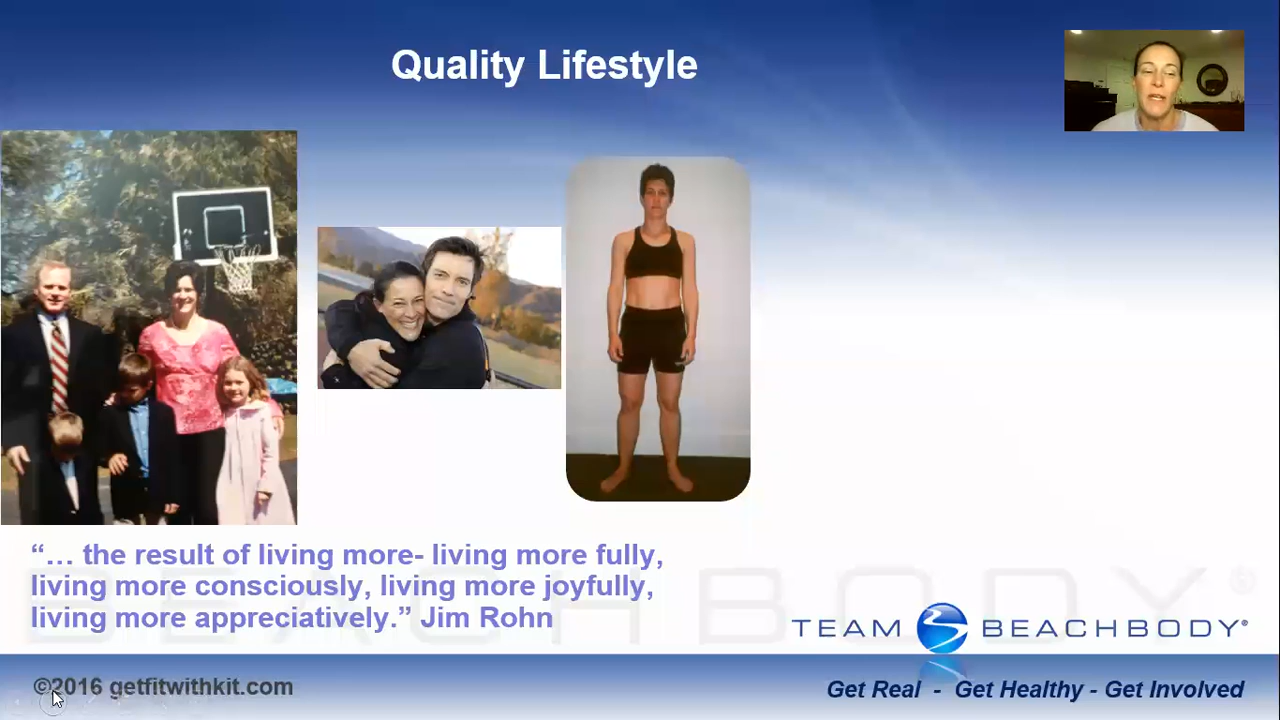 Quality Lifestyle
“... the result of living more- living more fully,
living more consciously, living more joyfully,
living more appreciatively.” Jim Rohn
BEACHBODY
TEAM BEACHBODY®
©2016 getfitwithkit.com
Get Real - Get Healthy - Get Involved